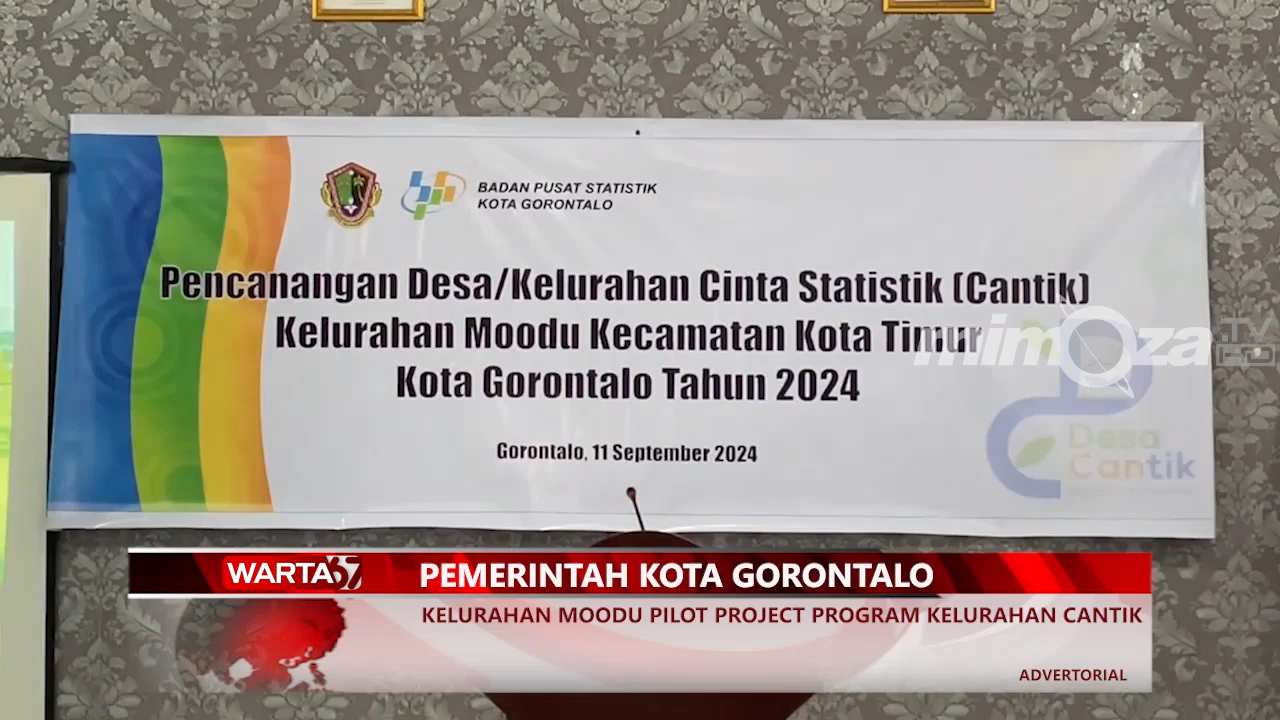 BADAN PUSAT STATISTIK
KOTA GORONTALO
Pencanangan Desa/Kelurahan Cinta Statistik (Cantik)
Kelurahan Moodu Kecamatan Kota Timur
Kota Gorontalo Tahun 2024
mimoza.TV
HD
Desa
Cantik
Gorontalo, 11 September 2024
WARTA37
PEMERINTAH KOTA GORONTALO
KELURAHAN MOODU PILOT PROJECT PROGRAM KELURAHAN CANTIK
ADVERTORIAL